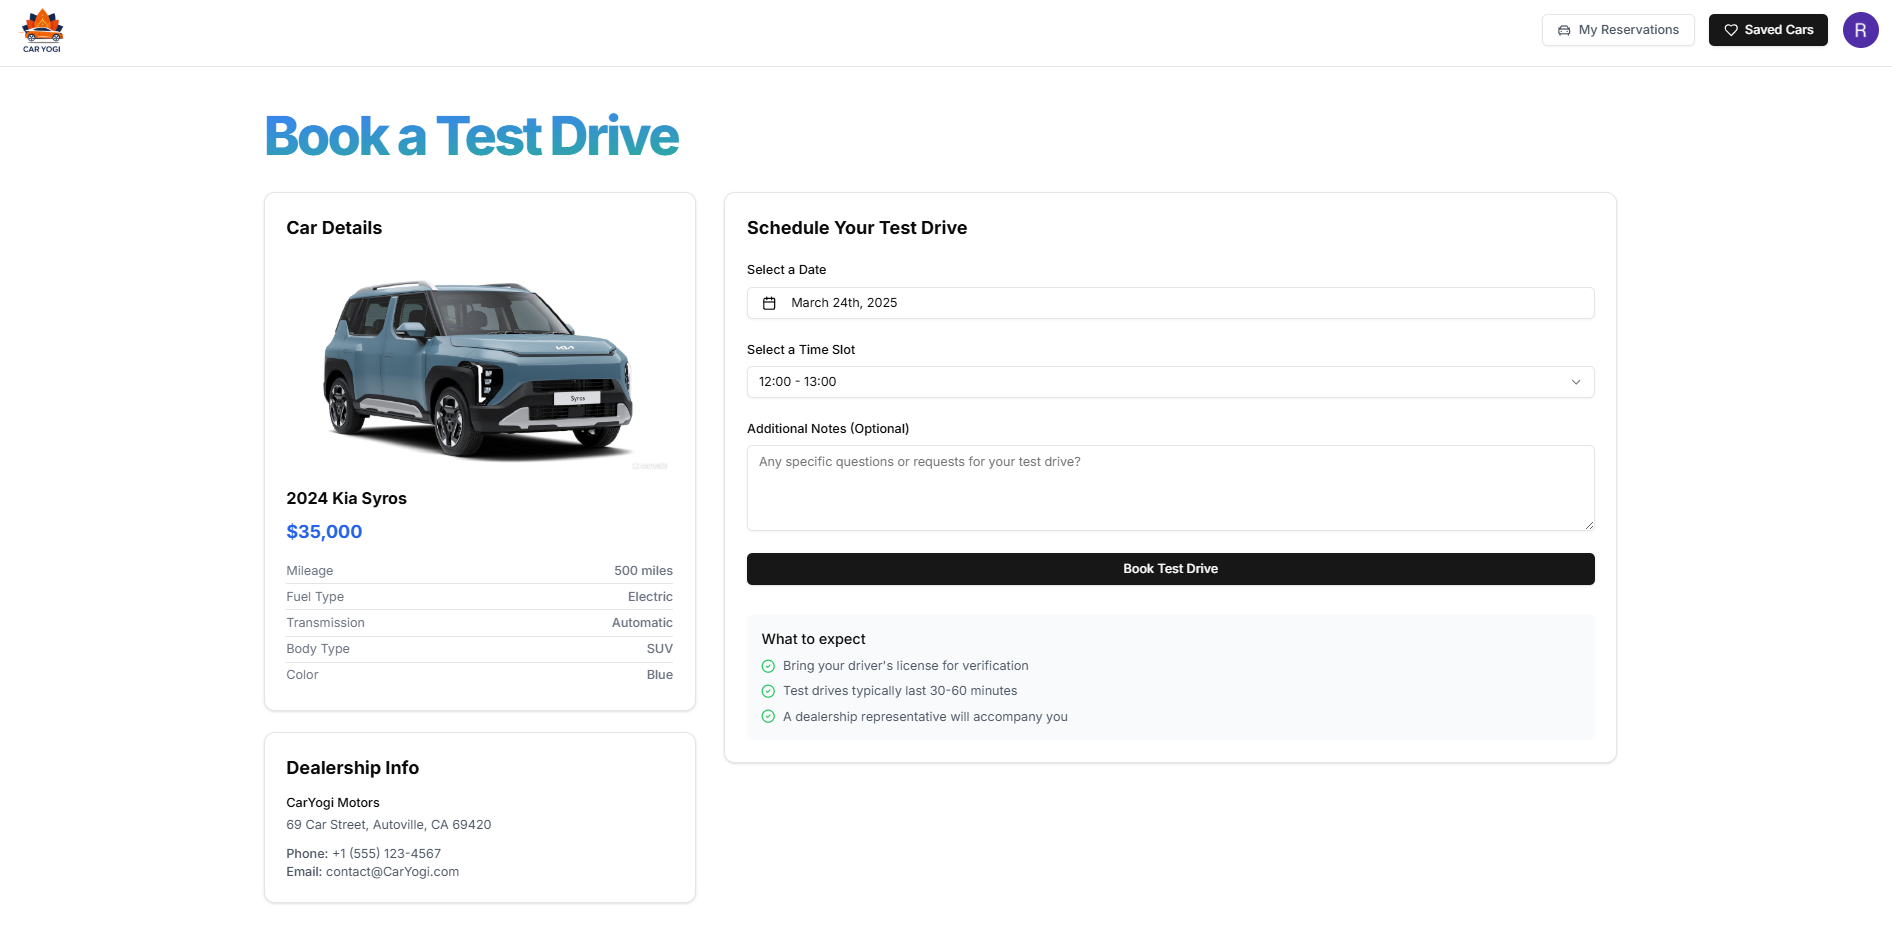 CAR YOGI
My Reservations
Saved Cars
R
Book a Test Drive
Car Details
KIA
Syros
2024 Kia Syros
$35,000
Mileage 500 miles
Fuel Type Electric
Transmission Automatic
Body Type SUV
Color Blue
Dealership Info
CarYogi Motors
69 Car Street, Autoville, CA 69420
Phone: +1 (555) 123-4567
Email: contact@CarYogi.com
Schedule Your Test Drive
Select a Date
March 24th, 2025
Select a Time Slot
12:00 - 13:00
Additional Notes (Optional)
Any specific questions or requests for your test drive?
Book Test Drive
What to expect
Bring your driver's license for verification
Test drives typically last 30-60 minutes
A dealership representative will accompany you